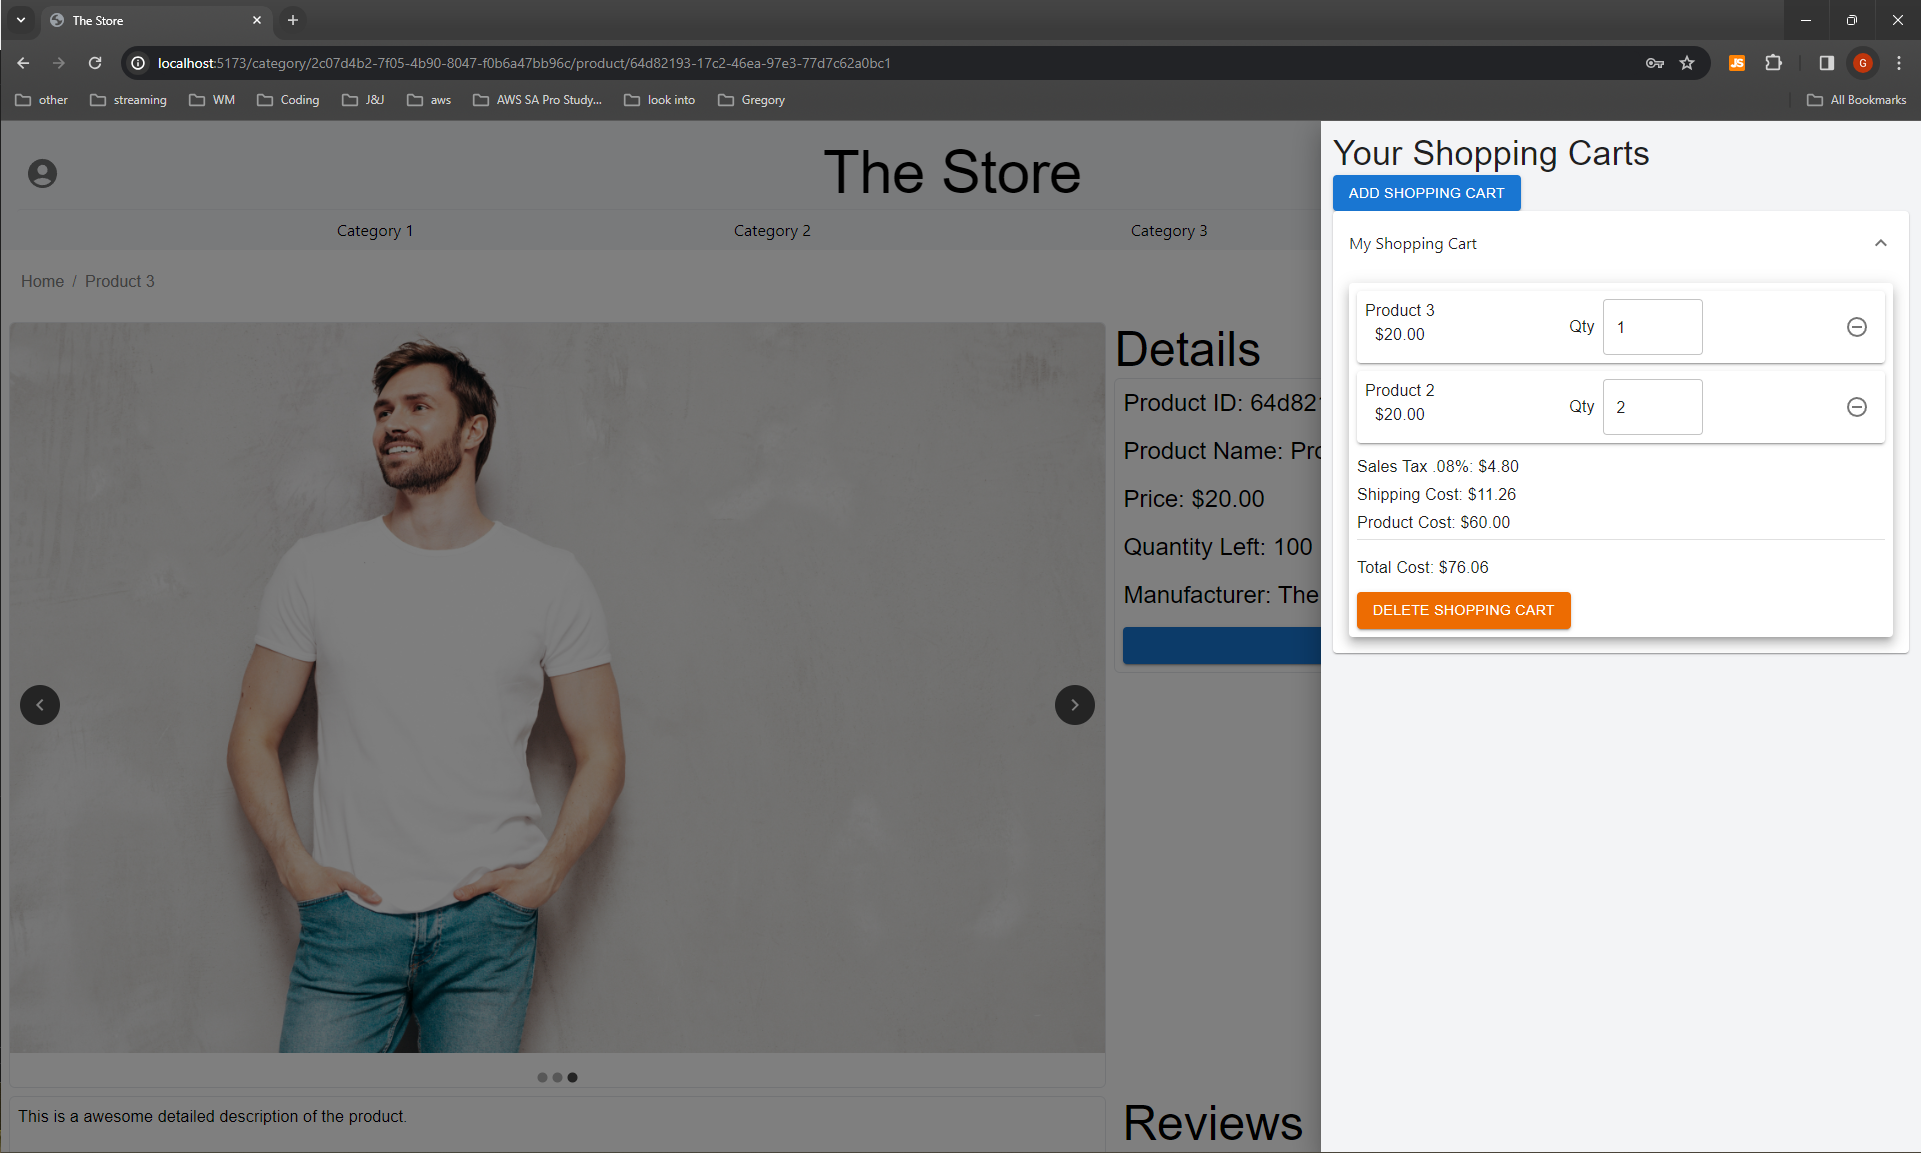 The Store
localhost:5173/category/2c07d4b2-7f05-4b90-8047-f0b6a47bb96c/product/64d82193-17c2-46ea-97e3-77d7c62a0bc1
JS
G
other
streaming
WM
Coding
J&J
aws
AWS SA Pro Study...
look into
Gregory
All Bookmarks
The Store
Category 1
Category 2
Category 3
Home / Product 3
Details
Product ID: 64d82
Product Name: Pro
Price: $20.00
Quantity Left: 100
Manufacturer: The
This is a awesome detailed description of the product.
Reviews
Your Shopping Carts
ADD SHOPPING CART
My Shopping Cart
Product 3
$20.00
Qty
1
Product 2
$20.00
Qty
2
Sales Tax .08%: $4.80
Shipping Cost: $11.26
Product Cost: $60.00
Total Cost: $76.06
DELETE SHOPPING CART